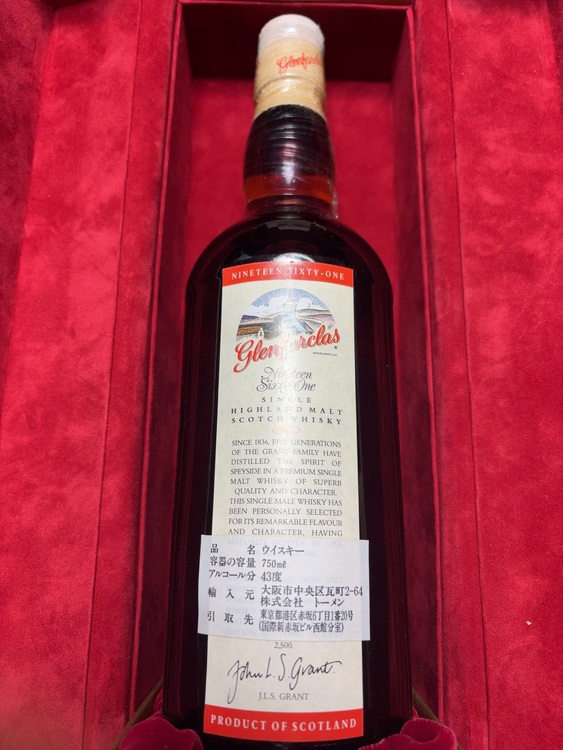 Glenfarclas
NINETEEN SIXTY-ONE
Glenfarclas
Nineteen
Sixty-One
SINGLE
HIGHLAND MALT
SCOTCH WHISKY
SINCE 1836, FIVE GENERATIONS
OF THE GRANT FAMILY HAVE
DISTILLED THE SPIRIT OF
SPEYSIDE IN A PREMIUM SINGLE
MALT WHISKY OF SUPERB
QUALITY AND CHARACTER.
THIS SINGLE MALT WHISKY HAS
BEEN PERSONALLY SELECTED
FOR ITS REMARKABLE FLAVOUR
AND CHARACTER, HAVING
品名 ウイスキー
容器の容量 750㎖
アルコール分 43度
輸入元 大阪市中央区瓦町2-64
株式会社 トーメン
引取先 東京都港区赤坂6丁目1番20号
(国際新赤坂ビル西館分室)
2,500.
John L.S. Grant.
J.L.S. GRANT
PRODUCT OF SCOTLAND